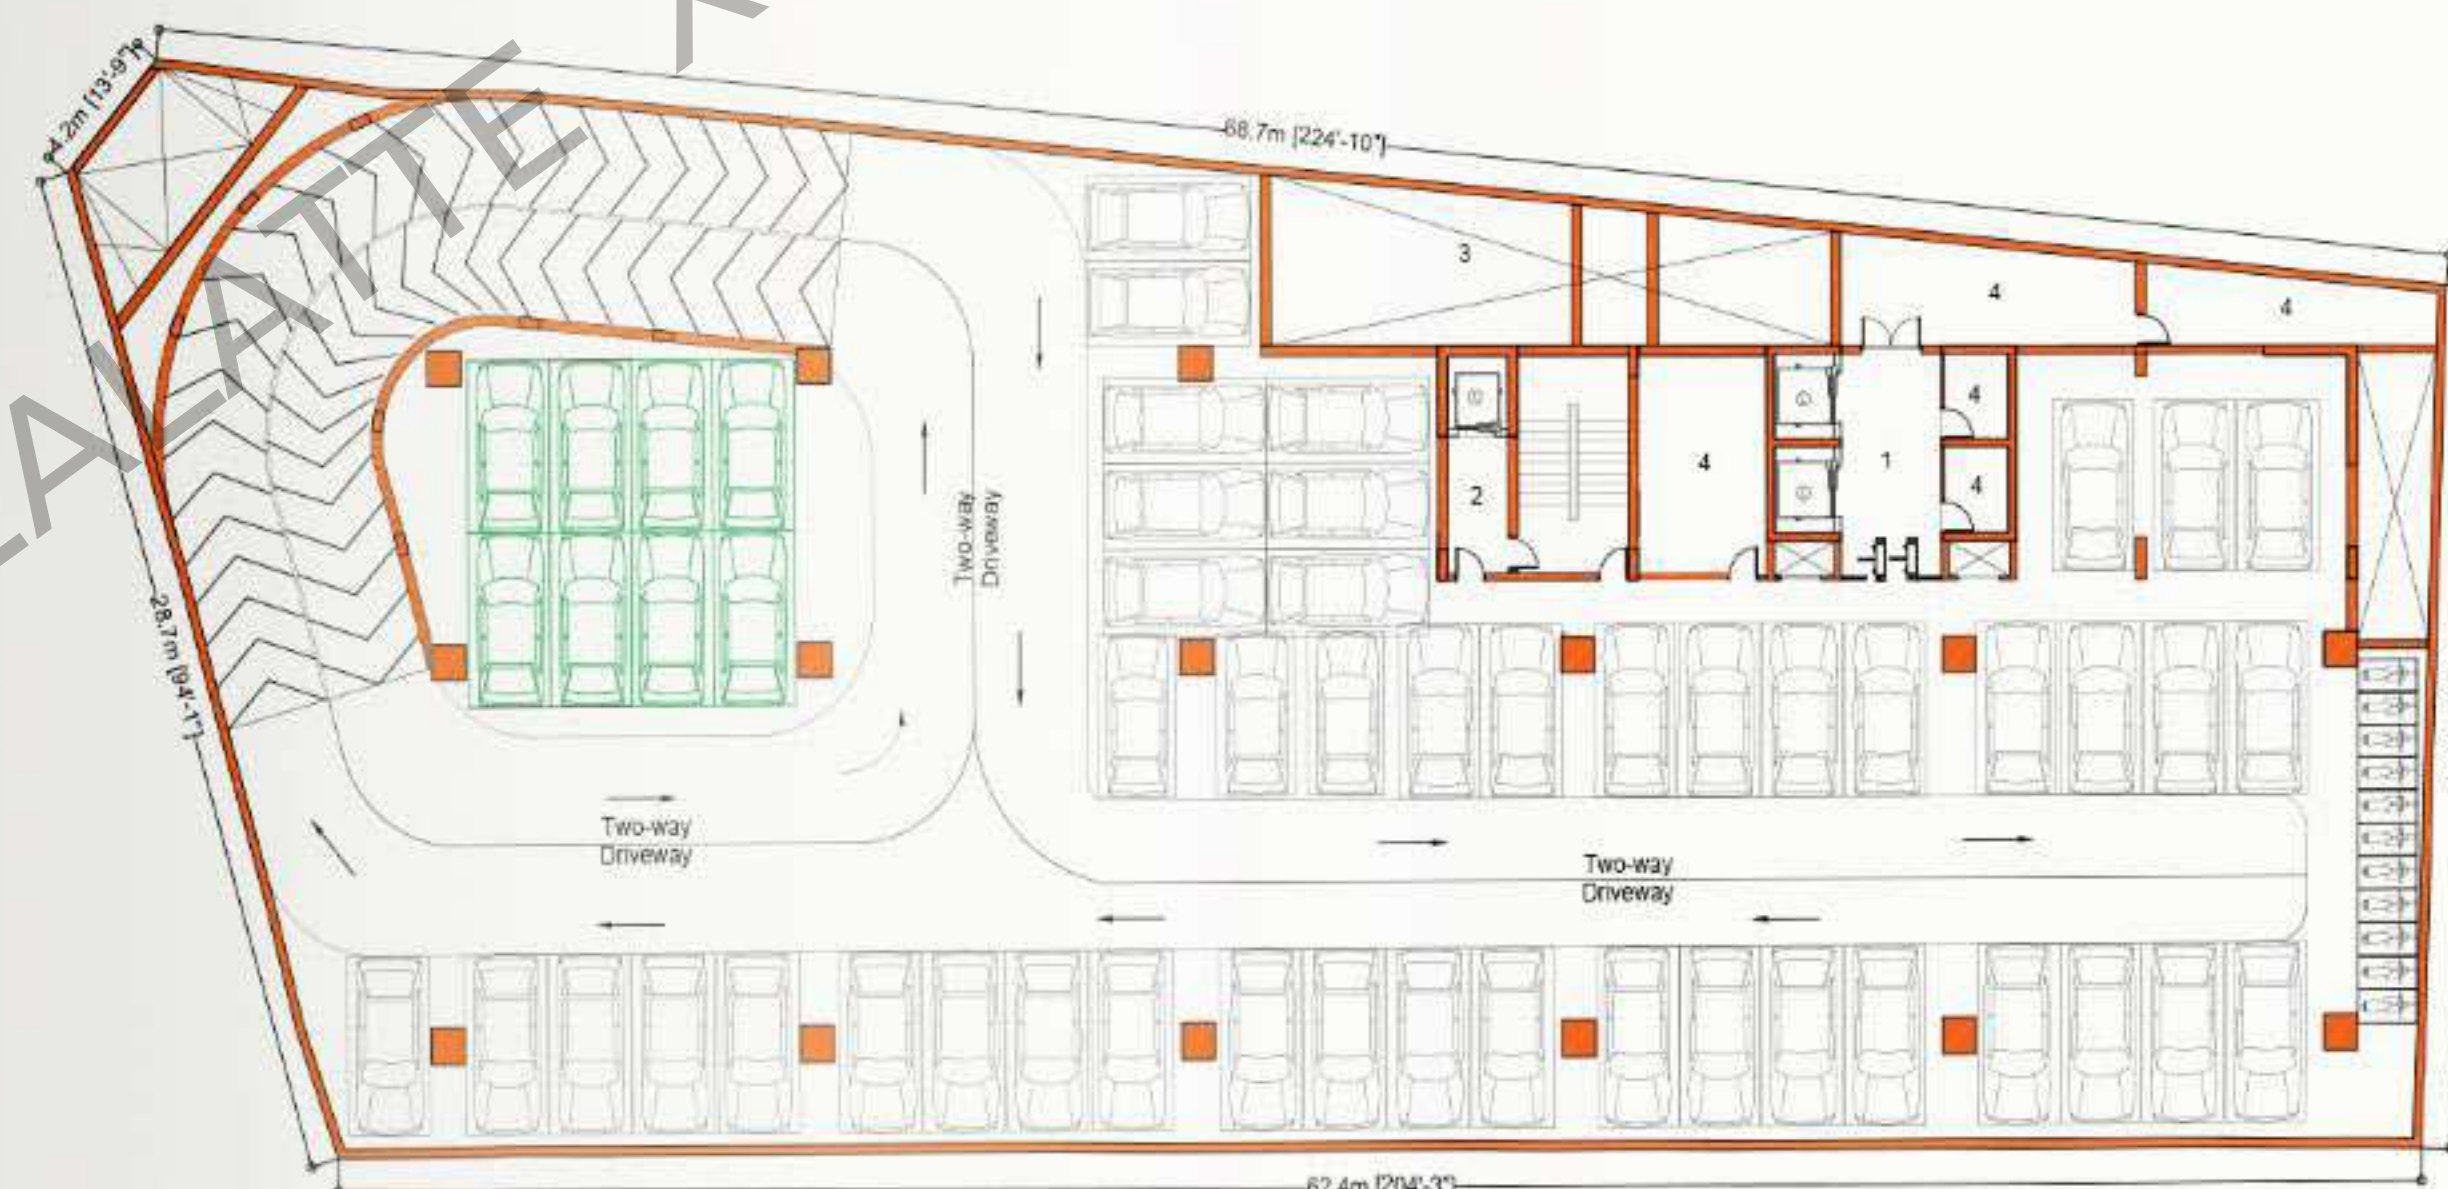 4.2m [13'-9"]
68.7m [224'-10"]
3
4
4
4
2
4
1
4
Two-way
Driveway
28.7m [94'-1"]
Two-way
Driveway
Two-way
Driveway
62.4m [204'-3"]